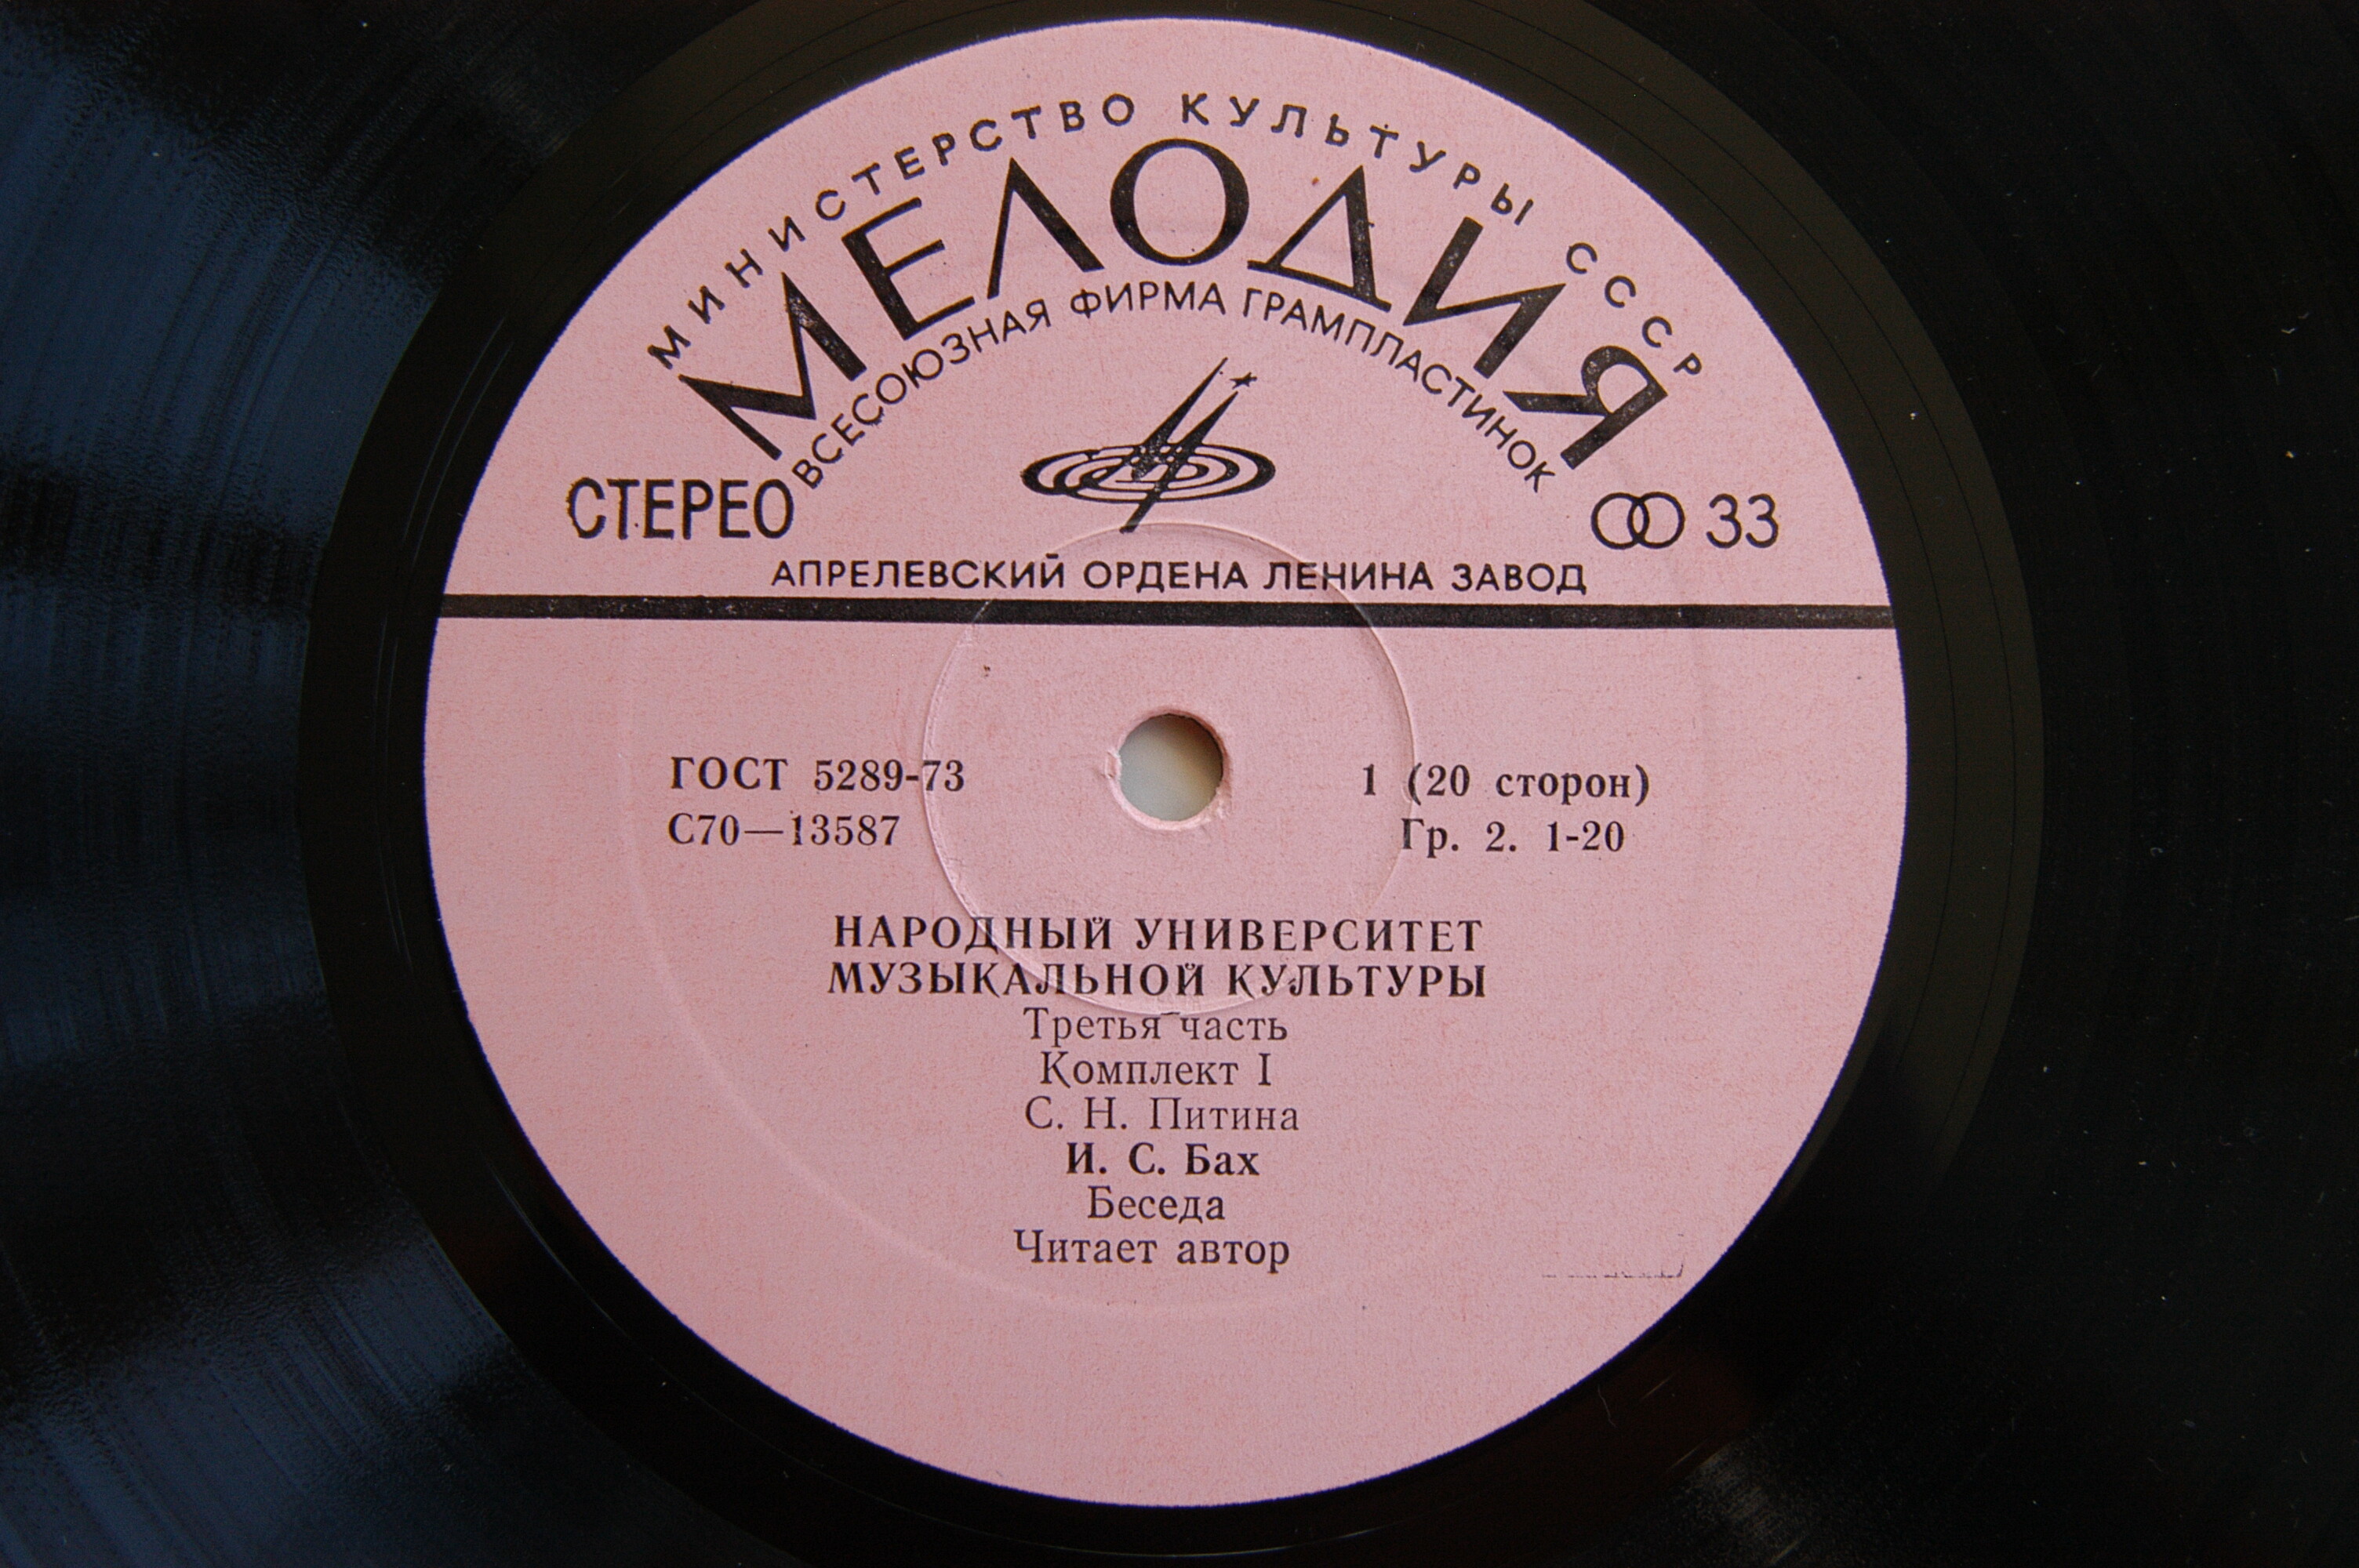 МИНИСТЕРСТВО КУЛЬТУРЫ СССР
МЕЛОДИЯ
ВСЕСОЮЗНАЯ ФИРМА ГРАМПЛАСТИНОК
СТЕРЕО
33
АПРЕЛЕВСКИЙ ОРДЕНА ЛЕНИНА ЗАВОД
ГОСТ 5289-73
1 (20 сторон)
С70—13587
Гр. 2. 1-20
НАРОДНЫЙ УНИВЕРСИТЕТ
МУЗЫКАЛЬНОЙ КУЛЬТУРЫ
Третья часть
Комплект I
С. Н. Питина
И. С. Бах
Беседа
Читает автор